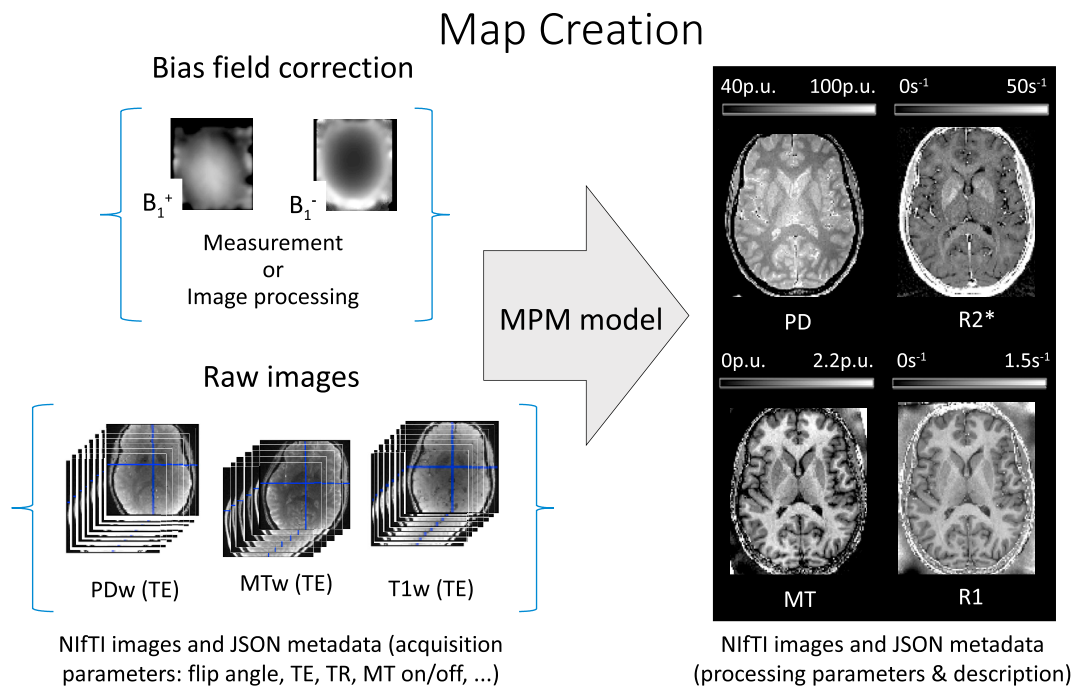 Map Creation
Bias field correction
B₁⁺
B₁⁻
Measurement
or
Image processing
Raw images
PDw (TE)
MTw (TE)
T1w (TE)
NIfTI images and JSON metadata (acquisition
parameters: flip angle, TE, TR, MT on/off, ...)
MPM model
40p.u. 100p.u.
0s⁻¹ 50s⁻¹
PD
R2*
0p.u. 2.2p.u.
0s⁻¹ 1.5s⁻¹
MT
R1
NIfTI images and JSON metadata
(processing parameters & description)